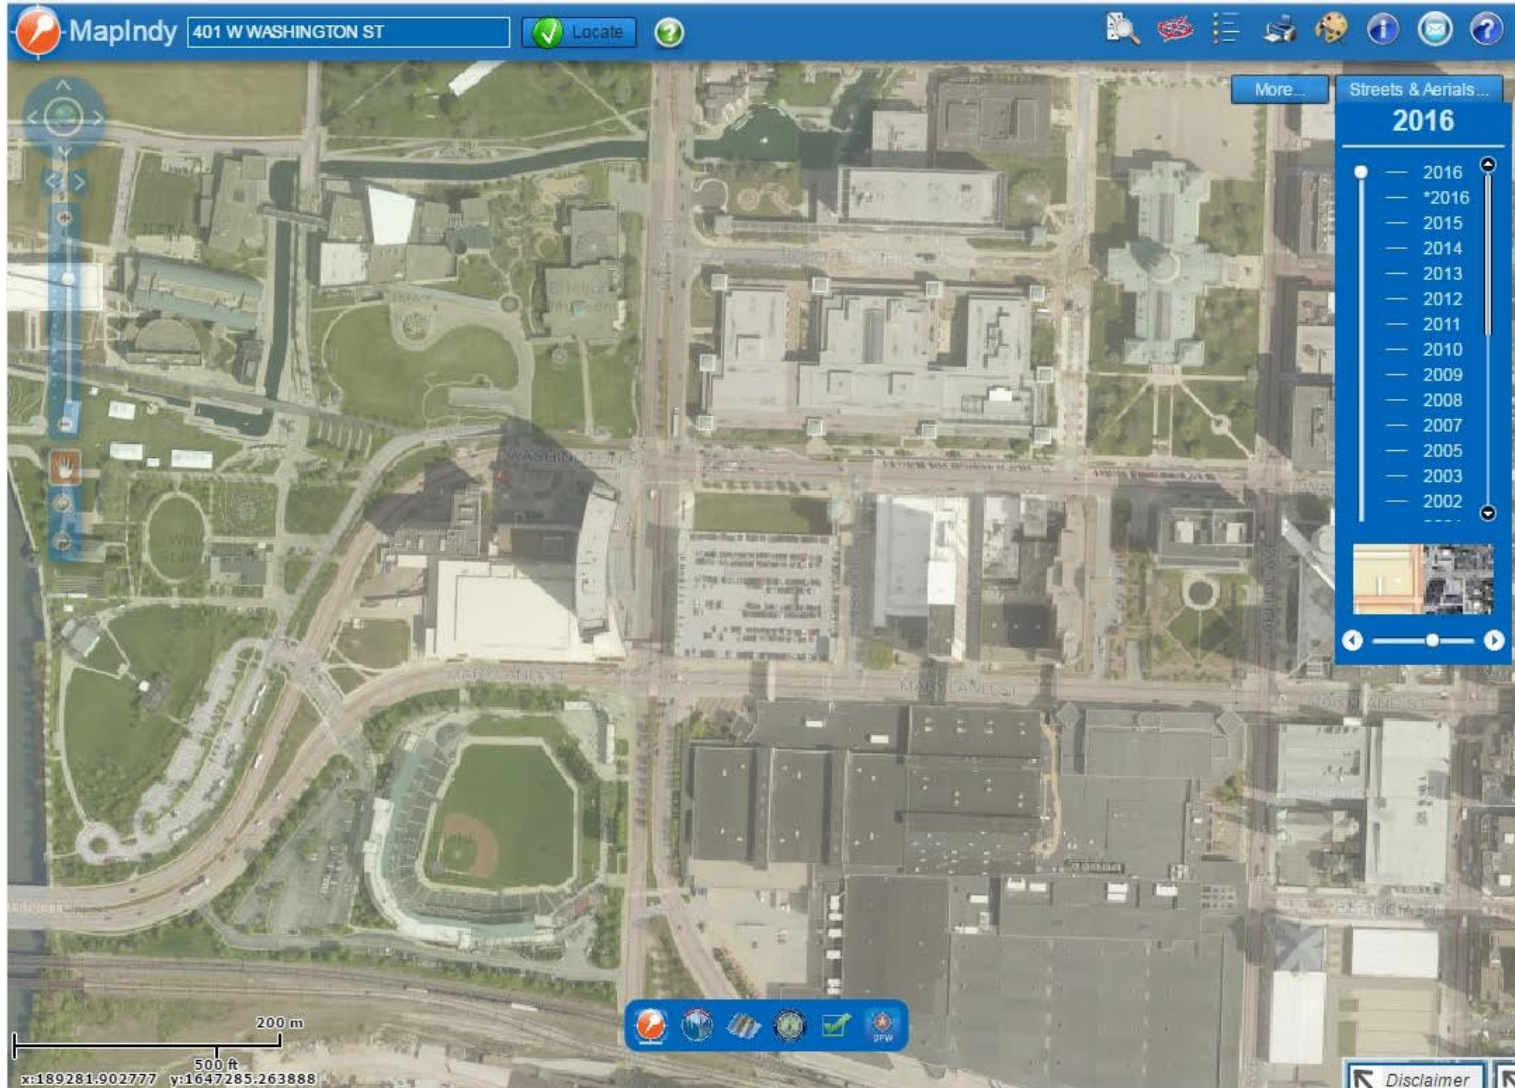 MapIndy
401 W WASHINGTON ST
Locate
More...
Streets & Aerials...
2016
2016
*2016
2015
2014
2013
2012
2011
2010
2009
2008
2007
2005
2003
2002
WASHINGTON ST
MARYLAND ST
MARYLAND ST
200 m
500 ft
x:189281.902777 y:1647285.263888
DPW
Disclaimer